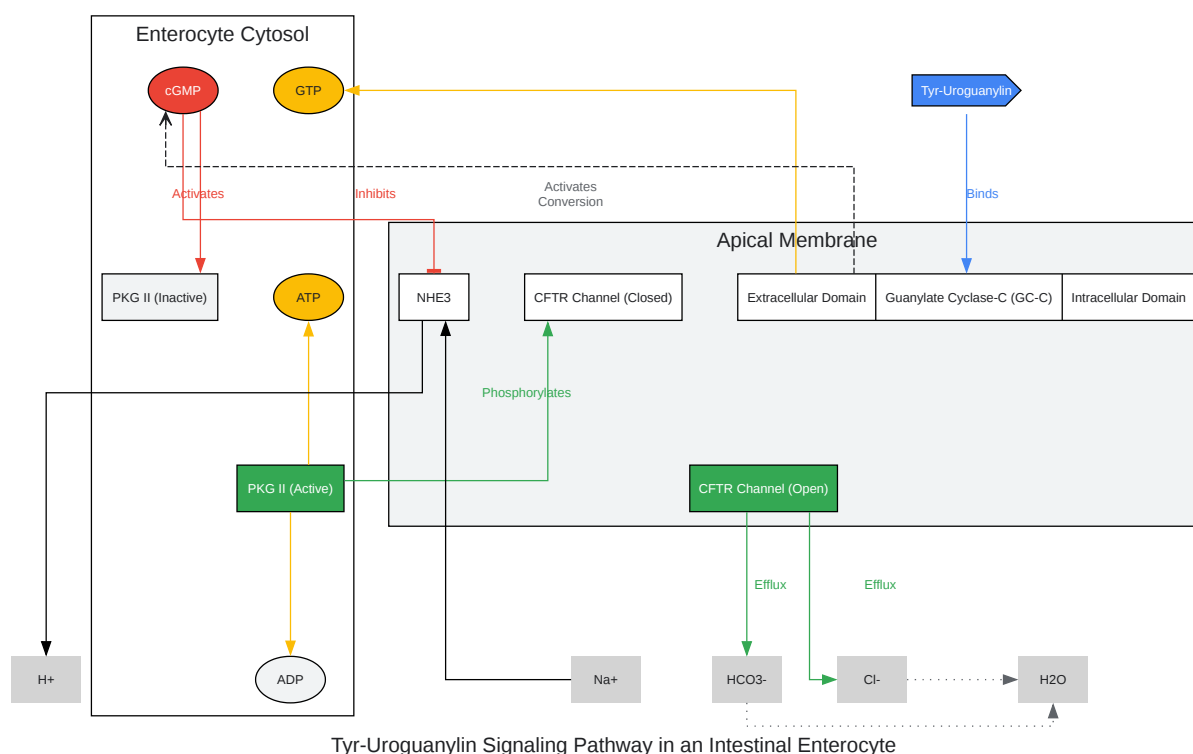 Enterocyte Cytosol
cGMP
GTP
Tyr-Uroguanylin
Activates
Inhibits
Activates
Conversion
Binds
Apical Membrane
PKG II (Inactive)
ATP
NHE3
CFTR Channel (Closed)
Extracellular Domain
Guanylate Cyclase-C (GC-C)
Intracellular Domain
Phosphorylates
PKG II (Active)
CFTR Channel (Open)
Efflux
Efflux
H+
ADP
Na+
HCO3-
Cl-
H2O
Tyr-Uroguanylin Signaling Pathway in an Intestinal Enterocyte